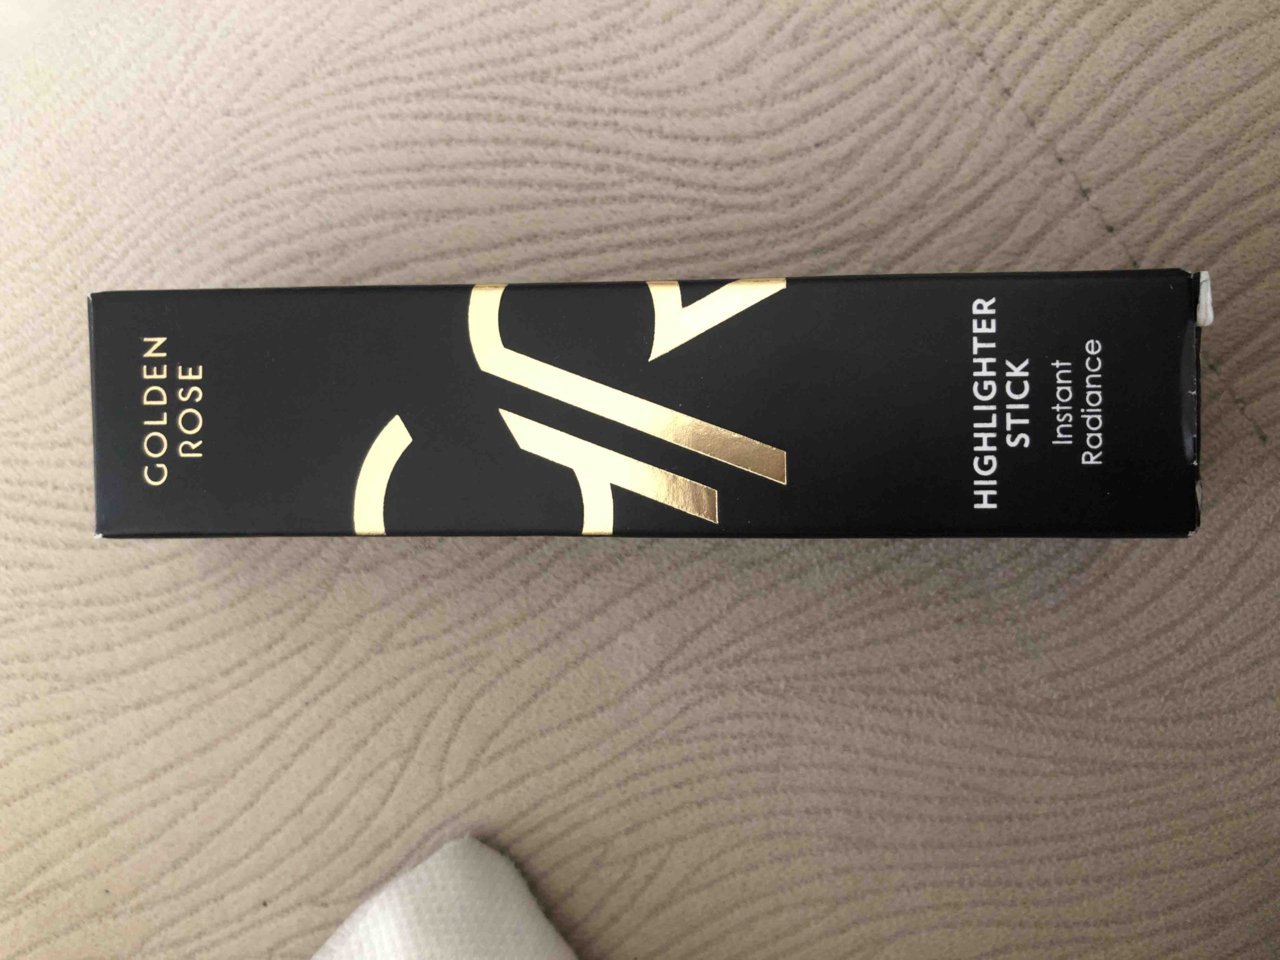 GOLDEN
ROSE
HIGHLIGHTER
STICK
Instant
Radiance